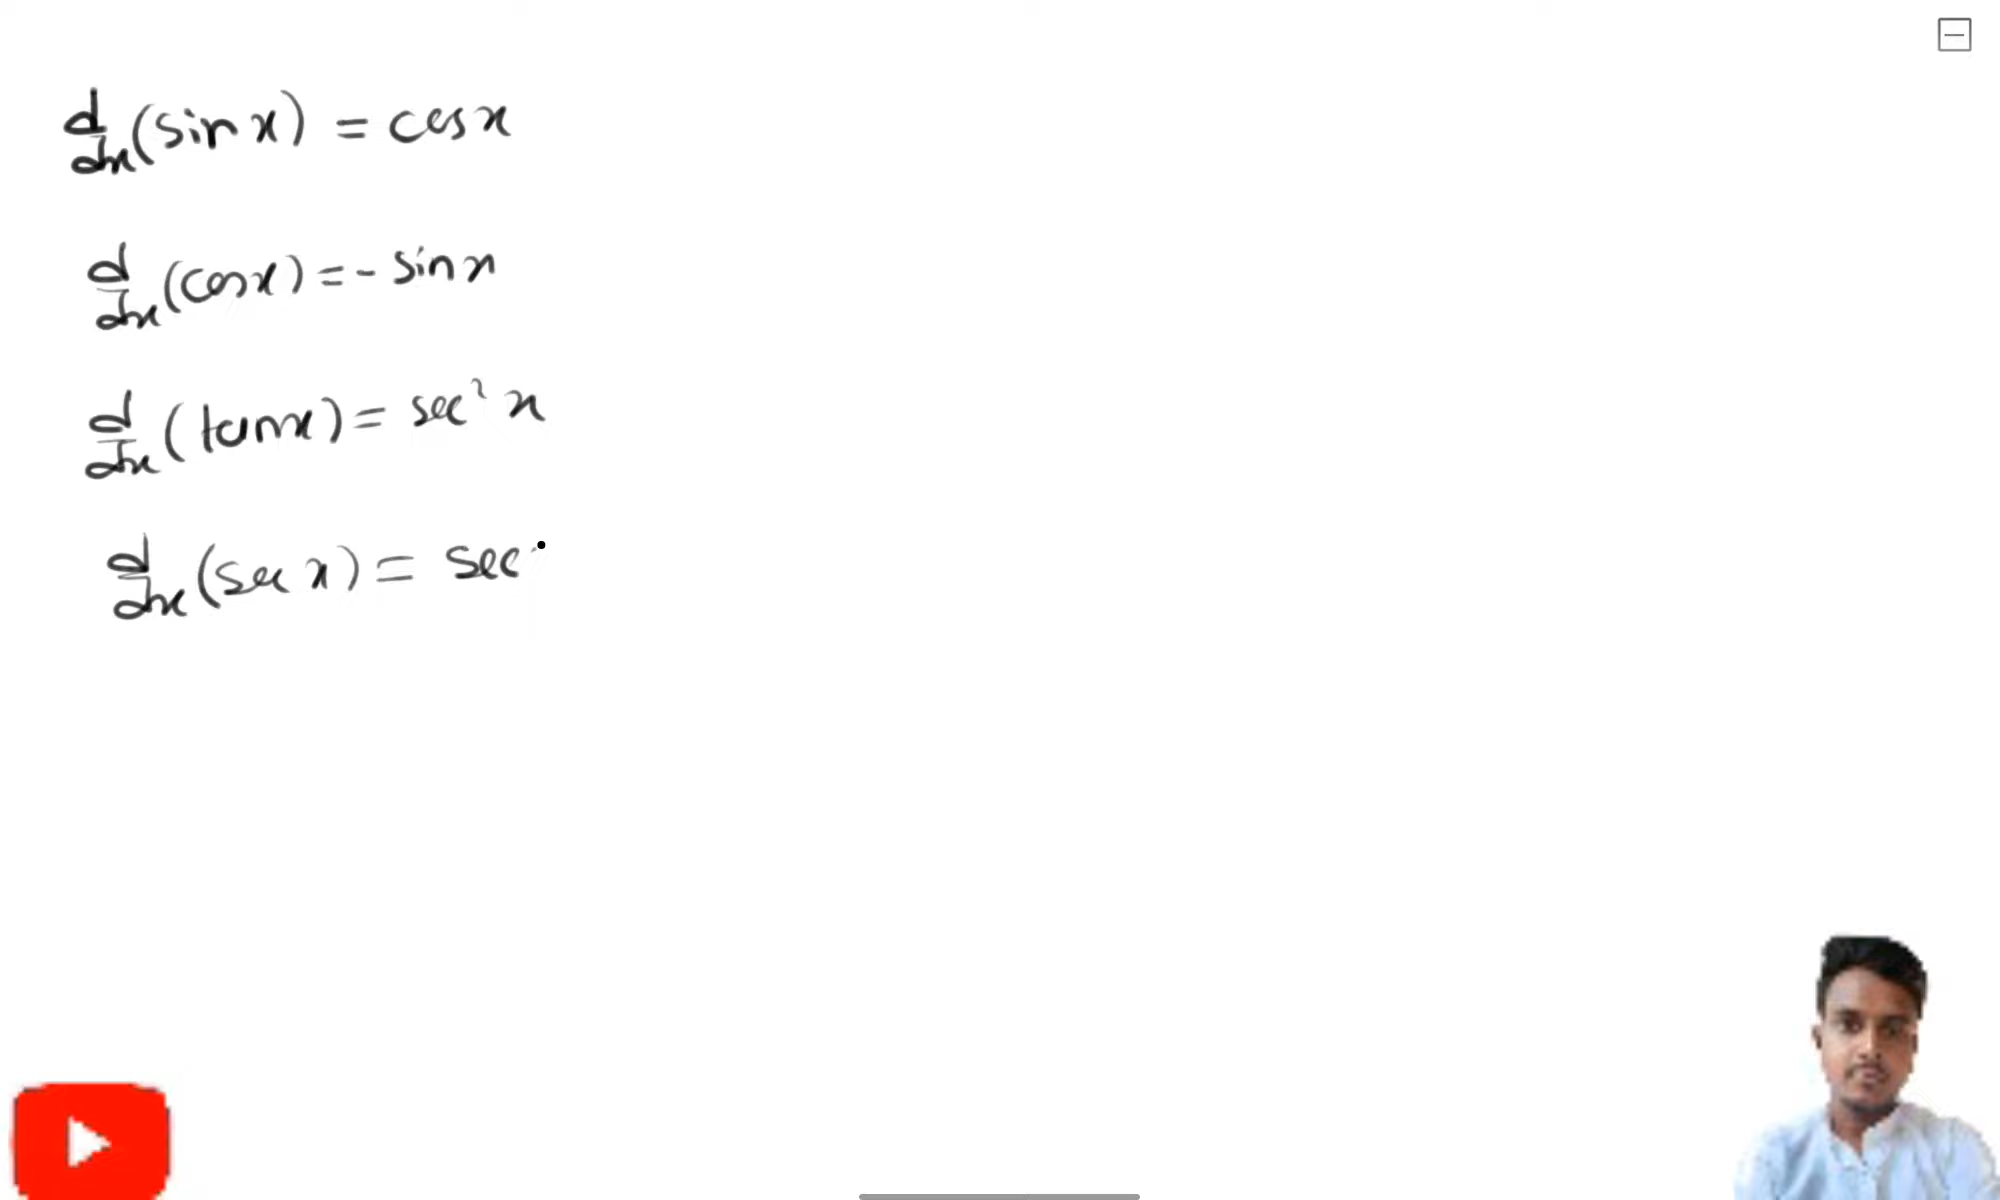 d/dx (sin x) = cos x
d/dx (cos x) = - sin x
d/dx (tan x) = sec² x
d/dx (sec x) = sec